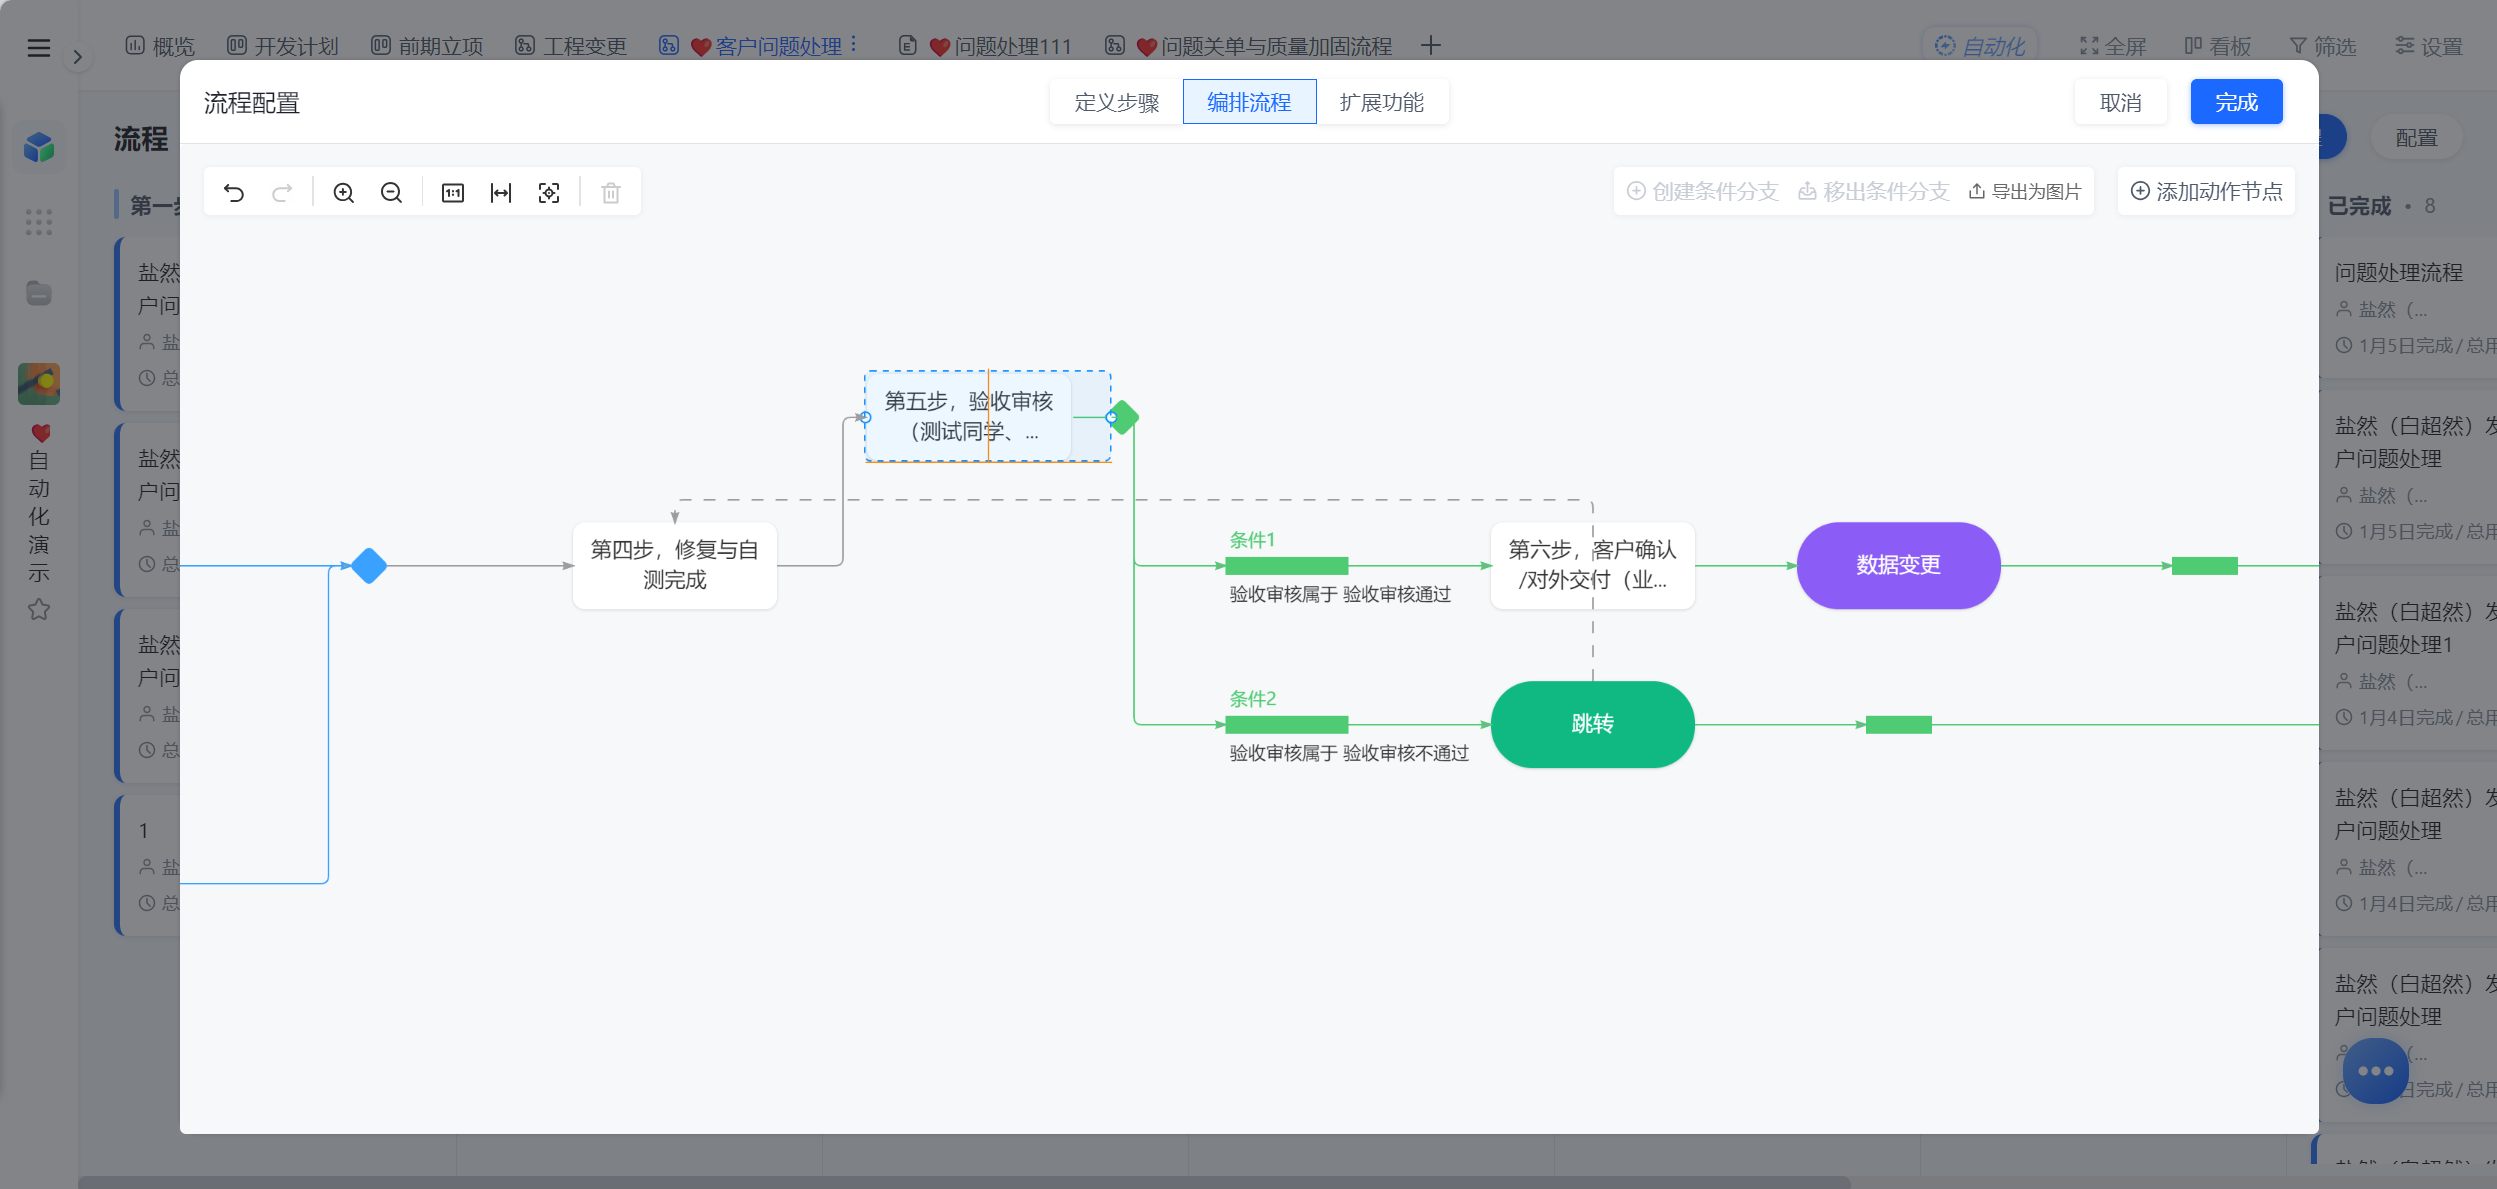 概览
开发计划
前期立项
工程变更
客户问题处理
问题处理111
问题关单与质量加固流程
自动化
全屏
看板
筛选
设置
流程配置
定义步骤
编排流程
扩展功能
取消
完成
流程
配置
创建条件分支
移出条件分支
导出为图片
添加动作节点
第一
已完成 • 8
盐然
户问
盐
总
盐然
户问
盐
总
盐然
户问
盐
总
1
盐
总
自动化演示
第五步，验收审核
（测试同学、...
第四步，修复与自
测完成
条件1
验收审核属于 验收审核通过
第六步，客户确认
/对外交付（业...
数据变更
条件2
验收审核属于 验收审核不通过
跳转
问题处理流程
盐然（...
1月5日完成 / 总用
盐然（白超然）发
户问题处理
盐然（...
1月5日完成 / 总用
盐然（白超然）发
户问题处理1
盐然（...
1月4日完成 / 总用
盐然（白超然）发
户问题处理
盐然（...
1月4日完成 / 总用
盐然（白超然）发
户问题处理
（...
日完成 / 总用